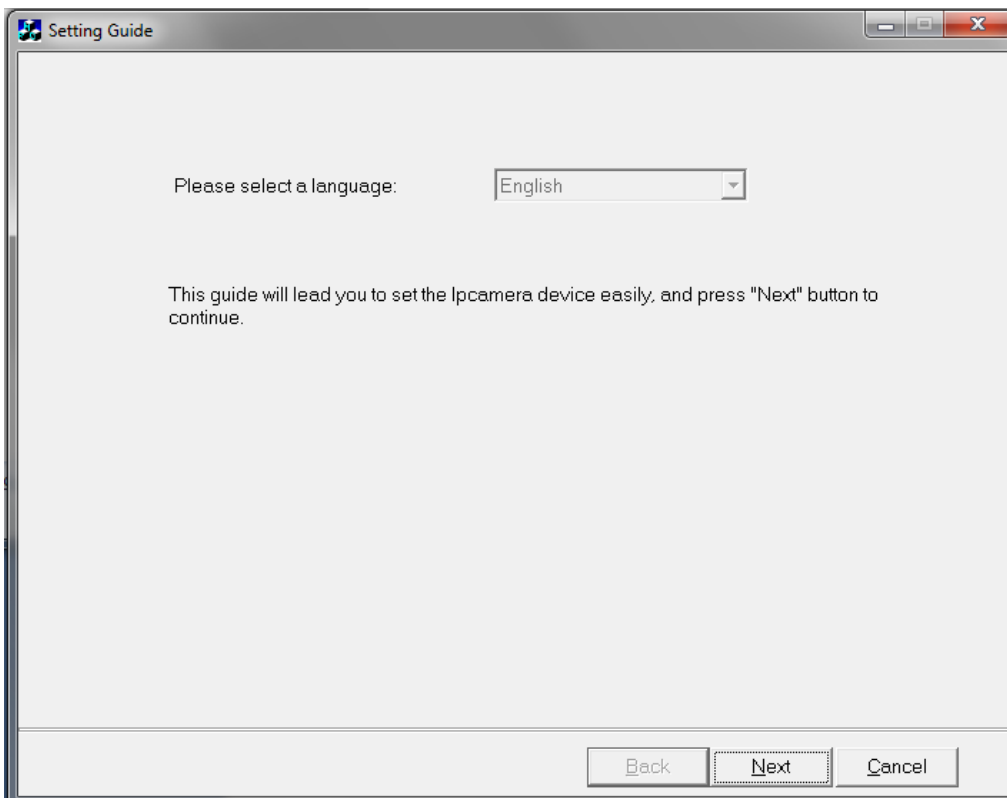 Setting Guide
Please select a language:
English
This guide will lead you to set the Ipcamera device easily, and press "Next" button to
continue.
Back
Next
Cancel